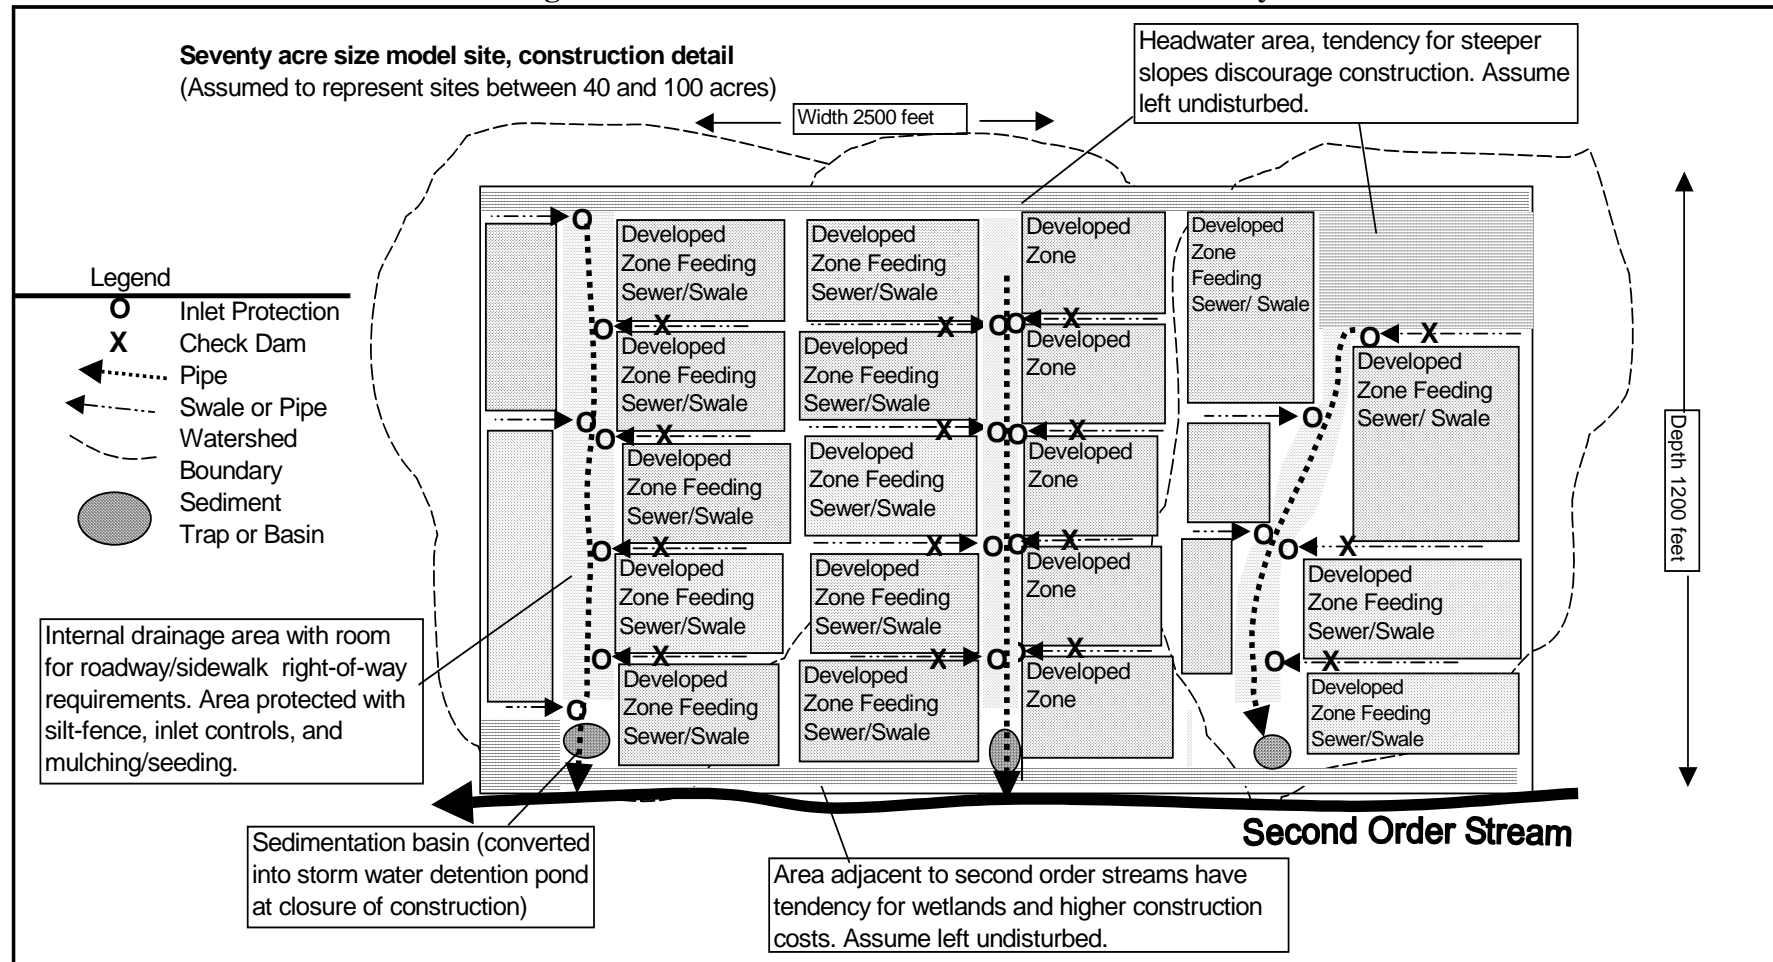 Seventy acre size model site, construction detail
(Assumed to represent sites between 40 and 100 acres)
Width 2500 feet
Headwater area, tendency for steeper
slopes discourage construction. Assume
left undisturbed.
Legend
O Inlet Protection
X Check Dam
Pipe
Swale or Pipe
Watershed
Boundary
Sediment
Trap or Basin
Developed
Zone Feeding
Sewer/Swale
Developed
Zone Feeding
Sewer/Swale
Developed
Zone Feeding
Sewer/Swale
Developed
Zone Feeding
Sewer/Swale
Developed
Zone Feeding
Sewer/Swale
Developed
Zone Feeding
Sewer/Swale
Developed
Zone Feeding
Sewer/Swale
Developed
Zone Feeding
Sewer/Swale
Developed
Zone Feeding
Sewer/Swale
Developed
Zone Feeding
Sewer/Swale
Developed
Zone
Developed
Zone
Developed
Zone
Developed
Zone
Developed
Zone
Developed
Zone
Feeding
Sewer/ Swale
Developed
Zone Feeding
Sewer/ Swale
Developed
Zone Feeding
Sewer/Swale
Developed
Zone Feeding
Sewer/Swale
Depth 1200 feet
Internal drainage area with room
for roadway/sidewalk right-of-way
requirements. Area protected with
silt-fence, inlet controls, and
mulching/seeding.
Second Order Stream
Sedimentation basin (converted
into storm water detention pond
at closure of construction)
Area adjacent to second order streams have
tendency for wetlands and higher construction
costs. Assume left undisturbed.